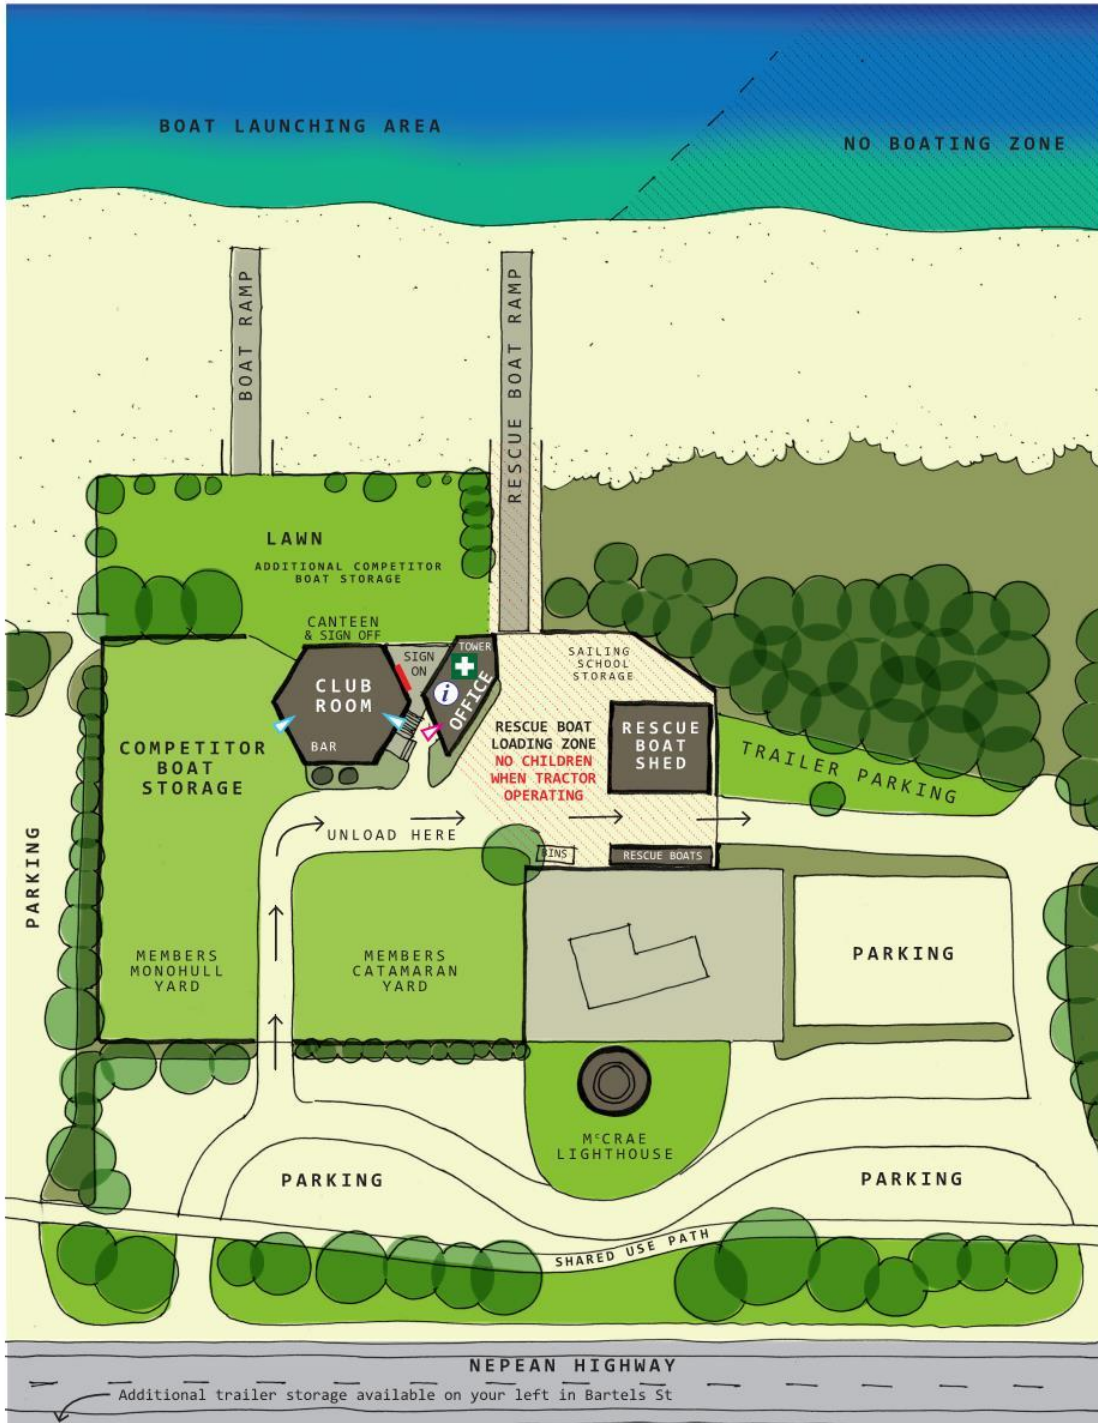 BOAT LAUNCHING AREA
NO BOATING ZONE
BOAT RAMP
RESCUE BOAT RAMP
LAWN
ADDITIONAL COMPETITOR
BOAT STORAGE
CANTEEN
& SIGN OFF
SIGN
ON
TOWER
i
OFFICE
CLUB
ROOM
BAR
SAILING
SCHOOL
STORAGE
RESCUE BOAT
LOADING ZONE
NO CHILDREN
WHEN TRACTOR
OPERATING
RESCUE
BOAT
SHED
TRAILER PARKING
COMPETITOR
BOAT
STORAGE
UNLOAD HERE
BINS
RESCUE BOATS
PARKING
MEMBERS
MONOHULL
YARD
MEMBERS
CATAMARAN
YARD
PARKING
MCCRAE
LIGHTHOUSE
PARKING
PARKING
SHARED USE PATH
NEPEAN HIGHWAY
Additional trailer storage available on your left in Bartels St